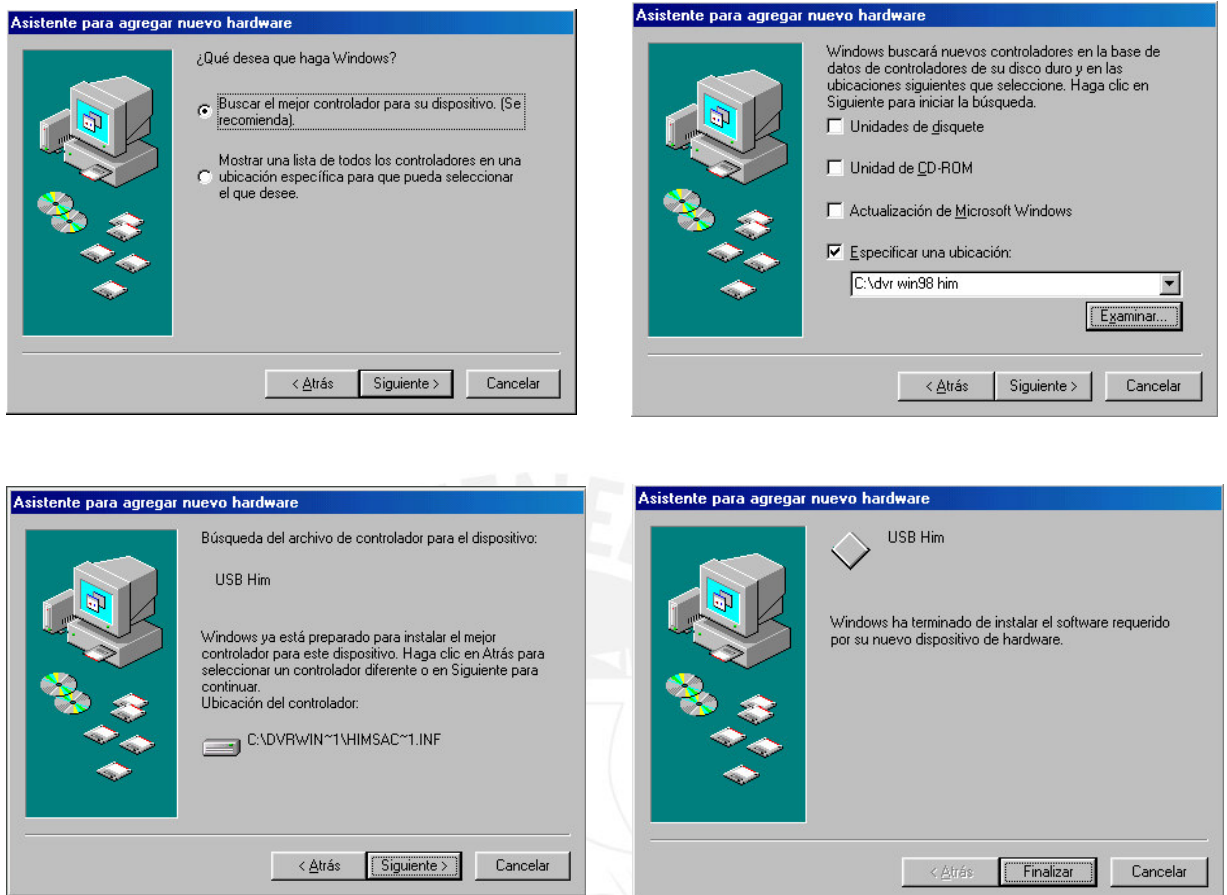 Asistente para agregar nuevo hardware
¿Qué desea que haga Windows?
Buscar el mejor controlador para su dispositivo. (Se
recomienda).
Mostrar una lista de todos los controladores en una
ubicación específica para que pueda seleccionar
el que desee.
< Atrás
Siguiente >
Cancelar
Asistente para agregar nuevo hardware
Windows buscará nuevos controladores en la base de
datos de controladores de su disco duro y en las
ubicaciones siguientes que seleccione. Haga clic en
Siguiente para iniciar la búsqueda.
Unidades de disquete
Unidad de CD-ROM
Actualización de Microsoft Windows
Especificar una ubicación:
C:\dvr win98 him
Examinar...
< Atrás
Siguiente >
Cancelar
Asistente para agregar nuevo hardware
Búsqueda del archivo de controlador para el dispositivo:
USB Him
Windows ya está preparado para instalar el mejor
controlador para este dispositivo. Haga clic en Atrás para
seleccionar un controlador diferente o en Siguiente para
continuar.
Ubicación del controlador:
C:\DVRWIN~1\HIMSAC~1.INF
< Atrás
Siguiente >
Cancelar
Asistente para agregar nuevo hardware
USB Him
Windows ha terminado de instalar el software requerido
por su nuevo dispositivo de hardware.
< Atrás
Finalizar
Cancelar